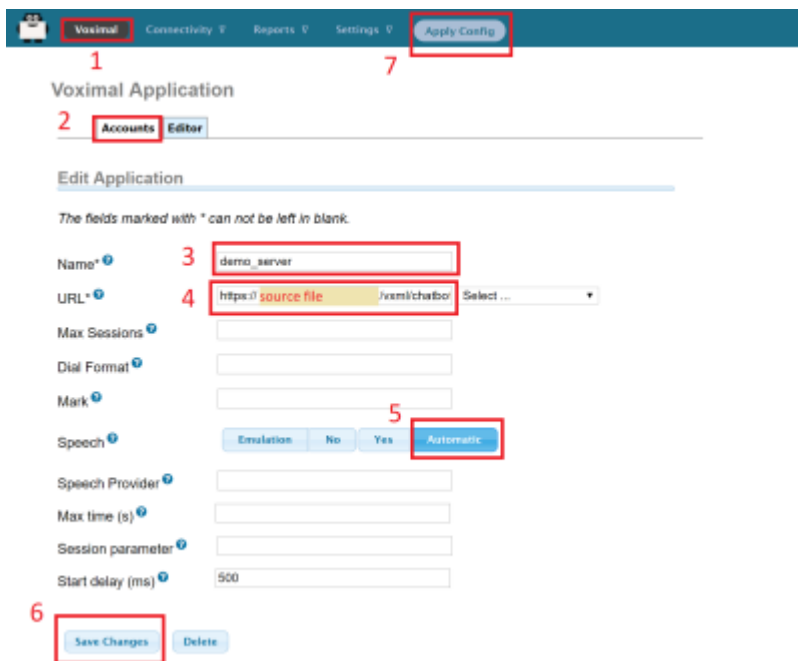 Voximal Connectivity Reports Settings Apply Config
1 7
Voximal Application
2 Accounts Editor
Edit Application
The fields marked with * can not be left in blank.
Name* ? 3 demo_server
URL* ? 4 https:// source file /vxml/chatbo Select ...
Max Sessions ?
Dial Format ?
Mark ?
5
Speech ? Emulation No Yes Automatic
Speech Provider ?
Max time (s) ?
Session parameter ?
Start delay (ms) ? 500
6
Save Changes Delete